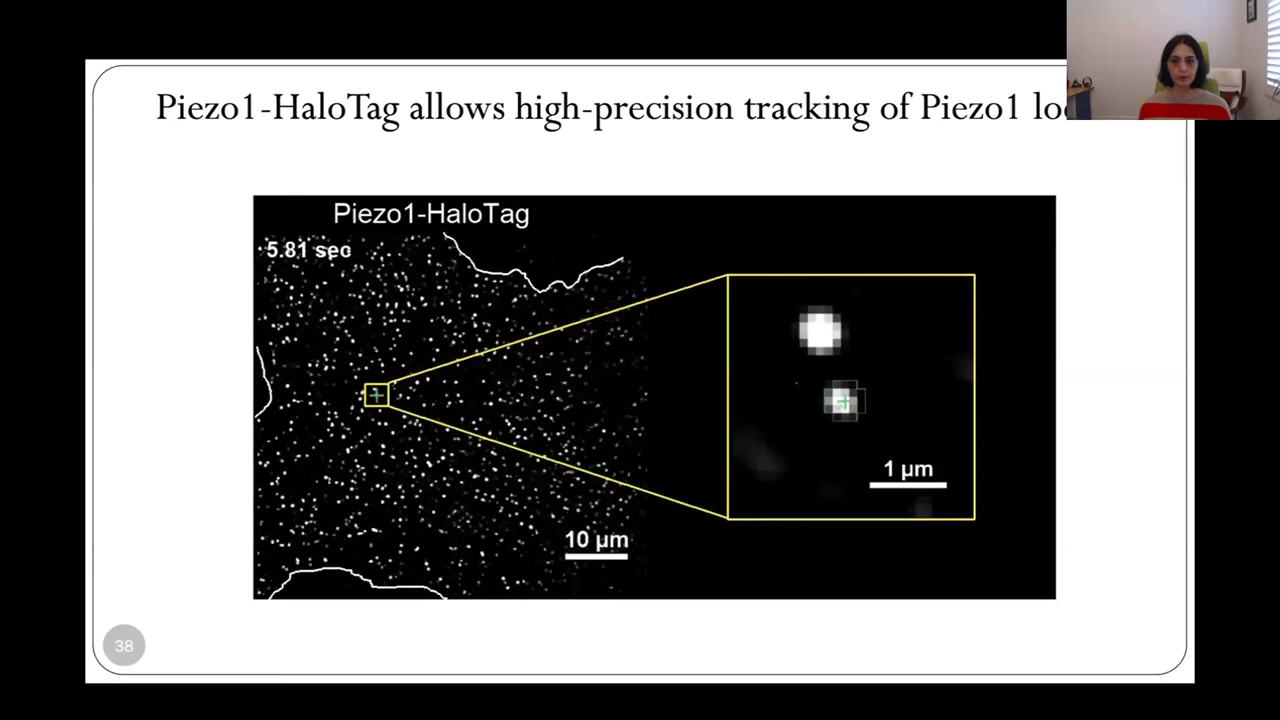 Piezo1-HaloTag allows high-precision tracking of Piezo1
Piezo1-HaloTag
5.81 sec
1 µm
10 µm
38